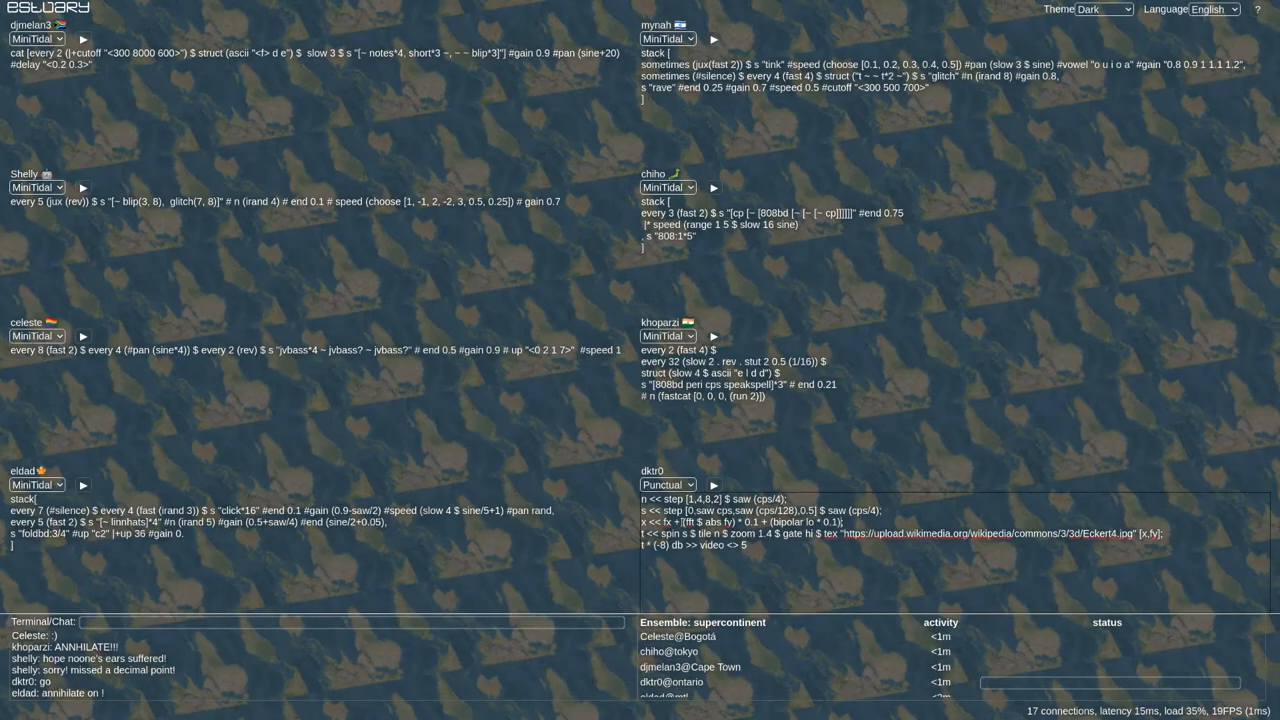 estuary
Theme Dark Language English ?
djmelan3
MiniTidal
cat [every 2 (|+cutoff "<300 8000 600>") $ struct (ascii "<f> d e") $  slow 3 $ s "[~ notes*4, short*3 ~, ~ ~ blip*3]"] #gain 0.9 #pan (sine+20)
#delay "<0.2 0.3>"
mynah
MiniTidal
stack [
sometimes (jux(fast 2)) $ s "tink" #speed (choose [0.1, 0.2, 0.3, 0.4, 0.5]) #pan (slow 3 $ sine) #vowel "o u i o a" #gain "0.8 0.9 1 1.1 1.2",
sometimes (#silence) $ every 4 (fast 4) $ struct ("t ~ ~ t*2 ~") $ s "glitch" #n (irand 8) #gain 0.8,
s "rave" #end 0.25 #gain 0.7 #speed 0.5 #cutoff "<300 500 700>"
]
Shelly
MiniTidal
every 5 (jux (rev)) $ s "[~ blip(3, 8),  glitch(7, 8)]" # n (irand 4) # end 0.1 # speed (choose [1, -1, 2, -2, 3, 0.5, 0.25]) # gain 0.7
chiho
MiniTidal
stack [
every 3 (fast 2) $ s "[cp [~ [808bd [~ [~ [~ cp]]]]]]" #end 0.75
|* speed (range 1 5 $ slow 16 sine)
, s "808:1*5"
]
celeste
MiniTidal
every 8 (fast 2) $ every 4 (#pan (sine*4)) $ every 2 (rev) $ s "jvbass*4 ~ jvbass? ~ jvbass?" # end 0.5 #gain 0.9 # up "<0 2 1 7>"  #speed 1
khoparzi
MiniTidal
every 2 (fast 4) $
every 32 (slow 2 . rev . stut 2 0.5 (1/16)) $
struct (slow 4 $ ascii "e l d d") $
s "[808bd peri cps speakspell]*3" # end 0.21
# n (fastcat [0, 0, 0, (run 2)])
eldad
MiniTidal
stack[
every 7 (#silence) $ every 4 (fast (irand 3)) $ s "click*16" #end 0.1 #gain (0.9-saw/2) #speed (slow 4 $ sine/5+1) #pan rand,
every 5 (fast 2) $ s "[~ linnhats]*4" #n (irand 5) #gain (0.5+saw/4) #end (sine/2+0.05),
s "foldbd:3/4" #up "c2" |+up 36 #gain 0.
]
dktr0
Punctual
n << step [1,4,8,2] $ saw (cps/4);
s << step [0,saw cps,saw (cps/128),0.5] $ saw (cps/4);
x << fx +((fft $ abs fy) * 0.1 + (bipolar lo * 0.1);
t << spin s $ tile n $ zoom 1.4 $ gate hi $ tex "https://upload.wikimedia.org/wikipedia/commons/3/3d/Eckert4.jpg" [x,fy];
t * (-8) db >> video <> 5
Terminal/Chat:
Celeste: :)
khoparzi: ANNHILATE!!!
shelly: hope noone's ears suffered!
shelly: sorry! missed a decimal point!
dktr0: go
eldad: annihilate on !
Ensemble: supercontinent activity status
Celeste@Bogotá <1m
chiho@tokyo <1m
djmelan3@Cape Town <1m
dktr0@ontario <1m
eldad@mtl <2m
17 connections, latency 15ms, load 35%, 19FPS (1ms)